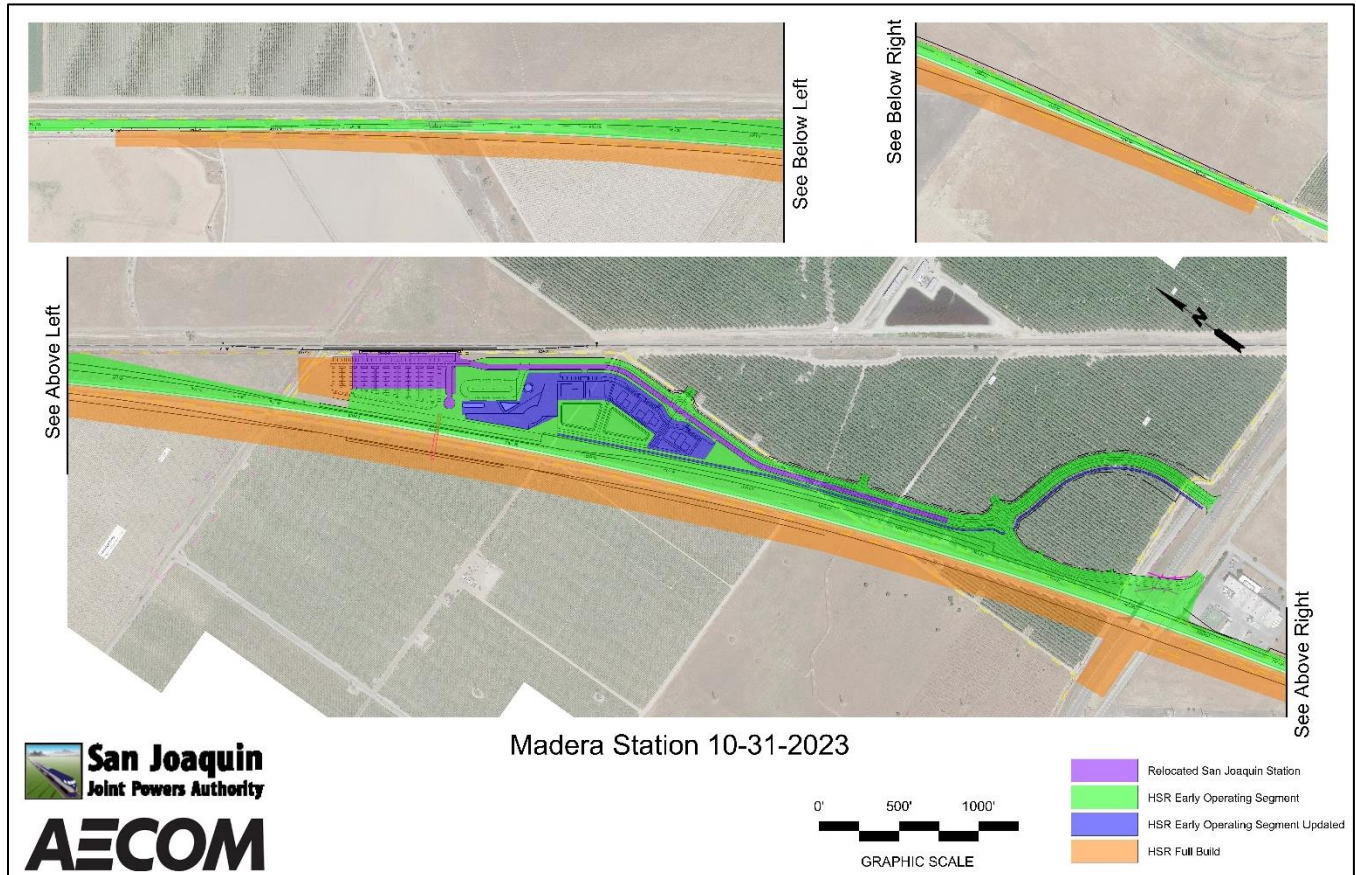 See Below Left
See Below Right
See Above Left
N
See Above Right
Madera Station 10-31-2023
San Joaquin
Joint Powers Authority
AECOM
0' 500' 1000'
GRAPHIC SCALE
Relocated San Joaquin Station
HSR Early Operating Segment
HSR Early Operating Segment Updated
HSR Full Build